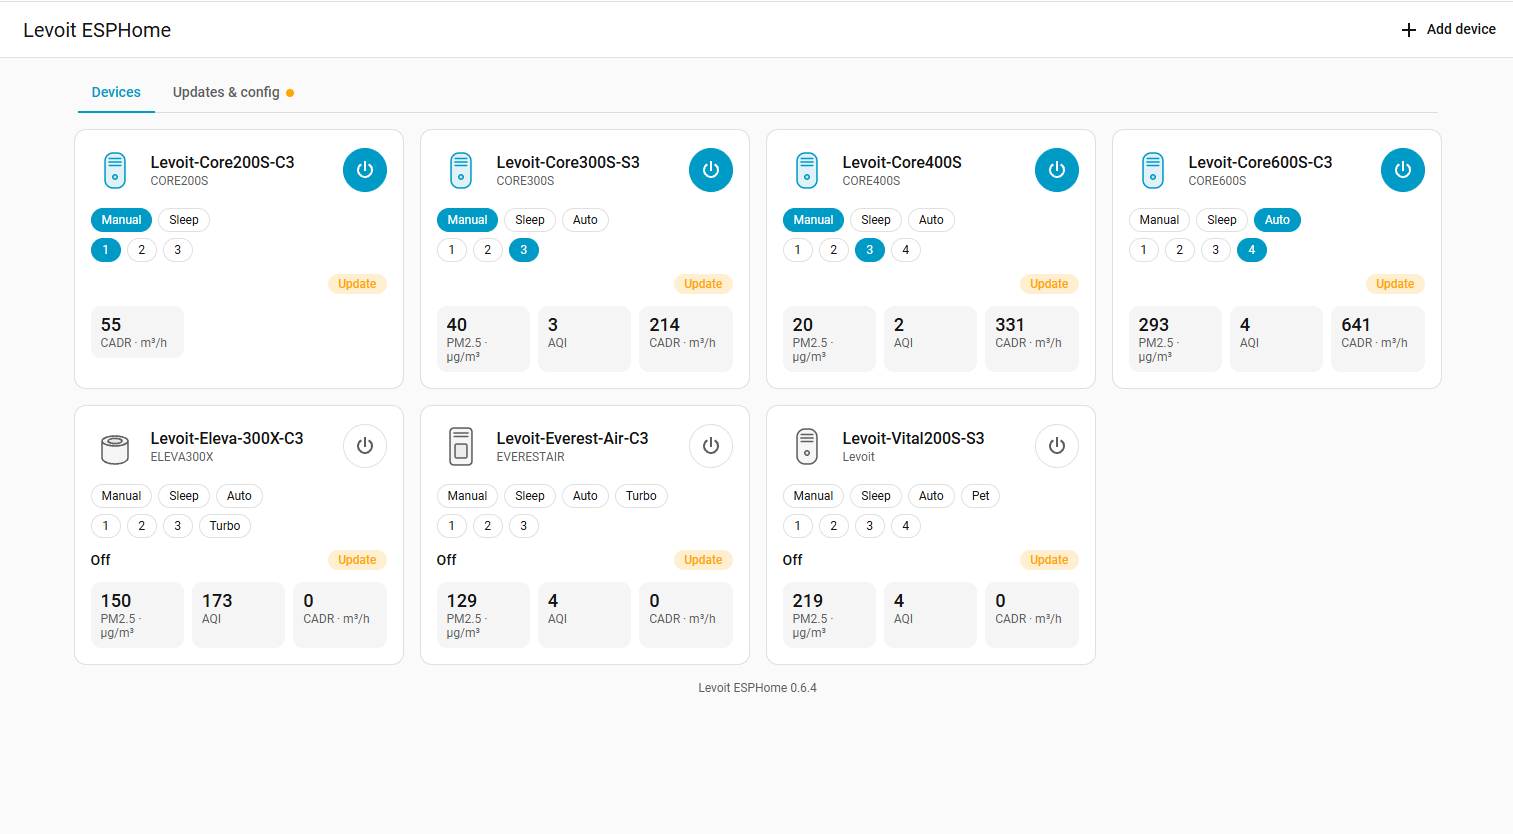 Levoit ESPHome
Add device
Devices
Updates & config
Levoit-Core200S-C3
CORE200S
Manual Sleep
1 2 3
Update
55
CADR · m³/h
Levoit-Core300S-S3
CORE300S
Manual Sleep Auto
1 2 3
Update
40
PM2.5 ·
µg/m³
3
AQI
214
CADR · m³/h
Levoit-Core400S
CORE400S
Manual Sleep Auto
1 2 3 4
Update
20
PM2.5 ·
µg/m³
2
AQI
331
CADR · m³/h
Levoit-Core600S-C3
CORE600S
Manual Sleep Auto
1 2 3 4
Update
293
PM2.5 ·
µg/m³
4
AQI
641
CADR · m³/h
Levoit-Eleva-300X-C3
ELEVA300X
Manual Sleep Auto
1 2 3 Turbo
Off
Update
150
PM2.5 ·
µg/m³
173
AQI
0
CADR · m³/h
Levoit-Everest-Air-C3
EVERESTAIR
Manual Sleep Auto Turbo
1 2 3
Off
Update
129
PM2.5 ·
µg/m³
4
AQI
0
CADR · m³/h
Levoit-Vital200S-S3
Levoit
Manual Sleep Auto Pet
1 2 3 4
Off
Update
219
PM2.5 ·
µg/m³
4
AQI
0
CADR · m³/h
Levoit ESPHome 0.6.4